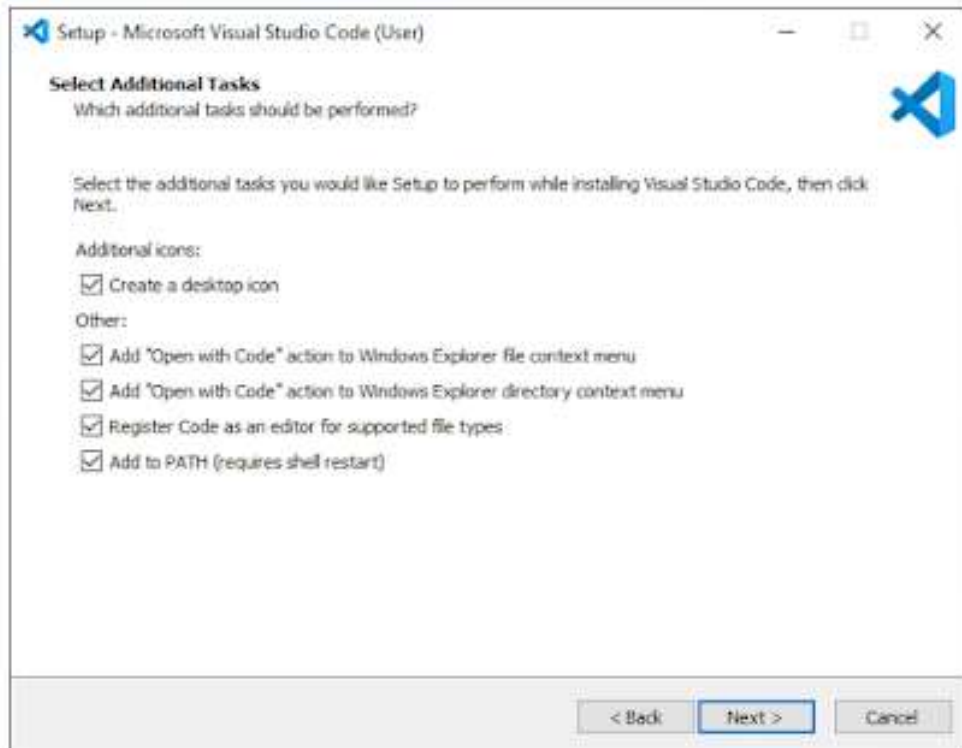 Setup - Microsoft Visual Studio Code (User)
Select Additional Tasks
Which additional tasks should be performed?
Select the additional tasks you would like Setup to perform while installing Visual Studio Code, then click
Next.
Additional icons:
Create a desktop icon
Other:
Add "Open with Code" action to Windows Explorer file context menu
Add "Open with Code" action to Windows Explorer directory context menu
Register Code as an editor for supported file types
Add to PATH (requires shell restart)
< Back Next > Cancel